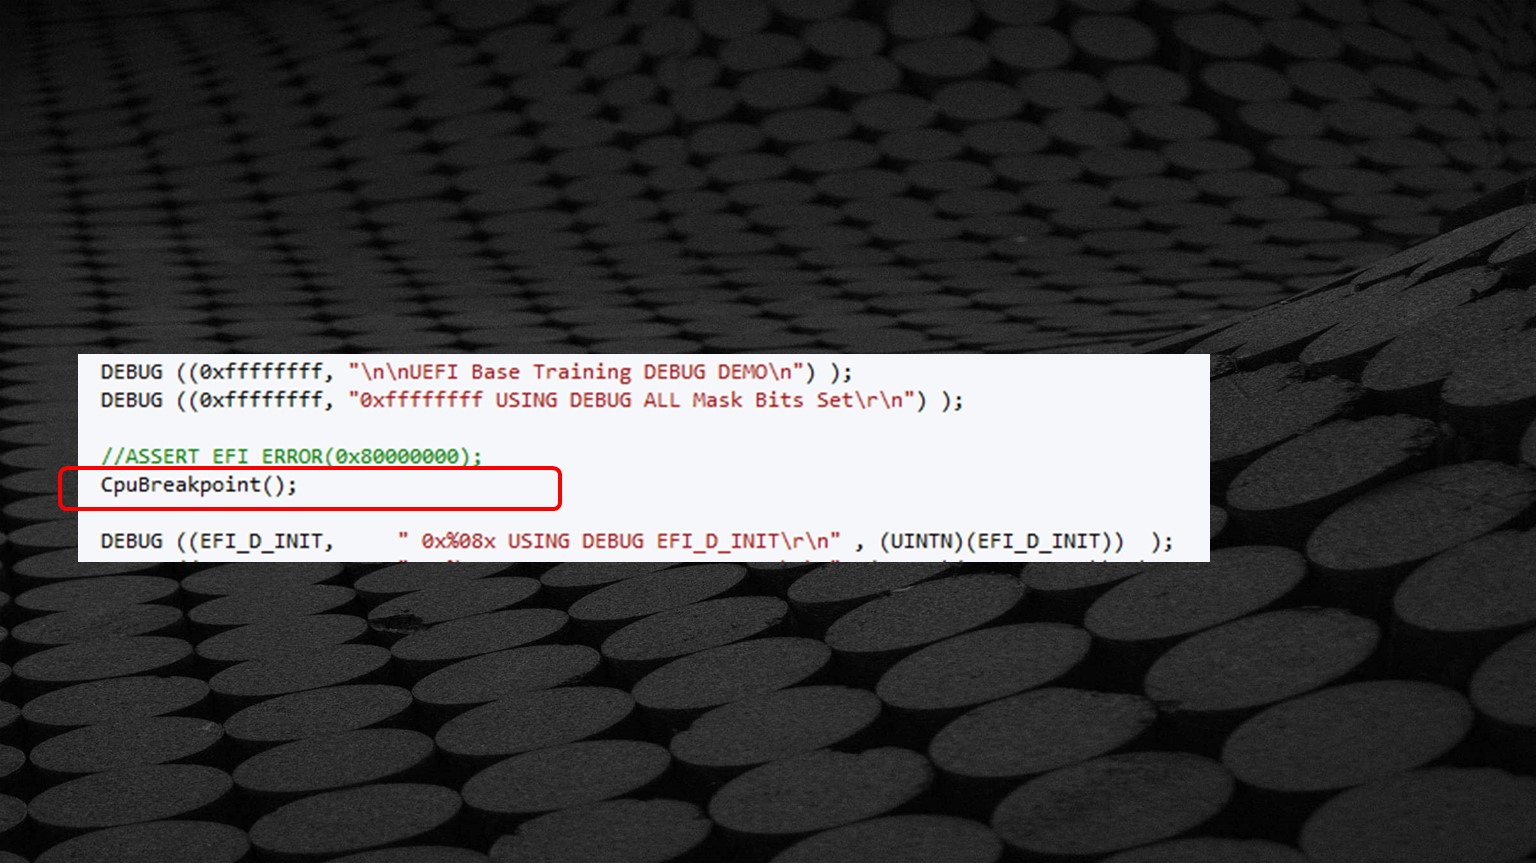 DEBUG ((0xffffffff, "\n\nUEFI Base Training DEBUG DEMO\n") );
DEBUG ((0xffffffff, "0xffffffff USING DEBUG ALL Mask Bits Set\r\n") );
//ASSERT_EFI_ERROR(0x80000000);
CpuBreakpoint();
DEBUG ((EFI_D_INIT, " 0x%08x USING DEBUG EFI_D_INIT\r\n" , (UINTN)(EFI_D_INIT)) );